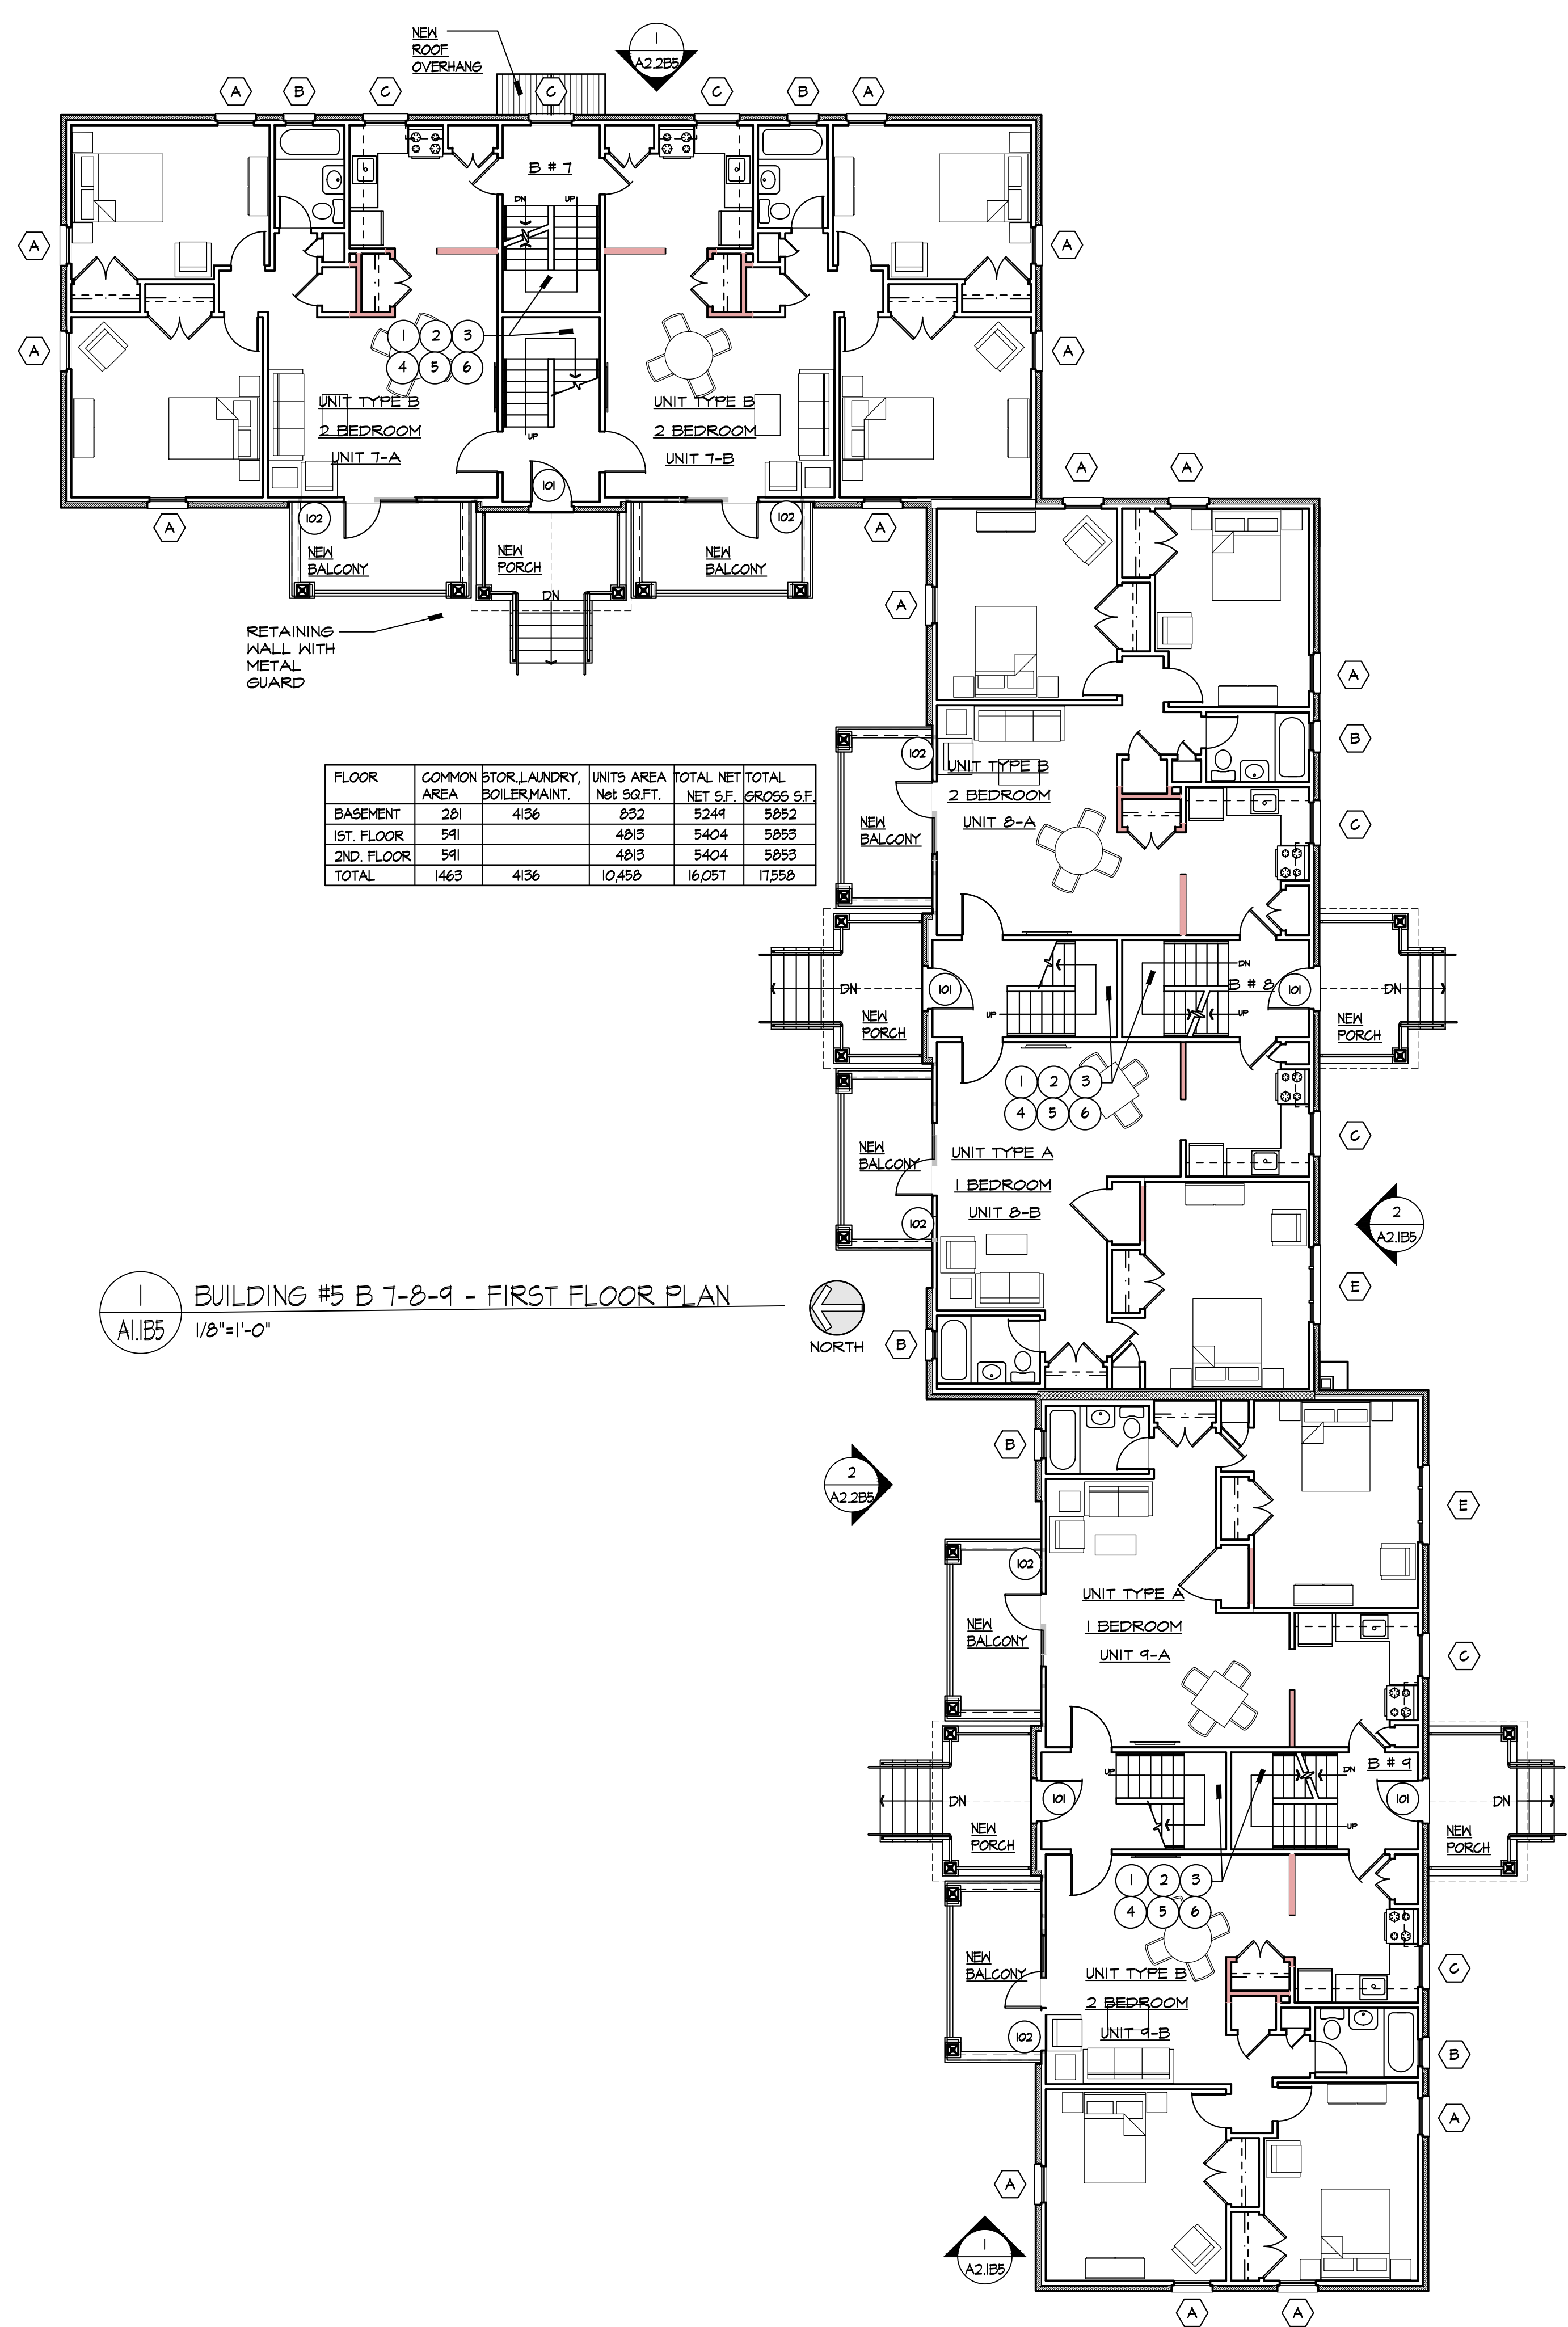 NEW
ROOF
OVERHANG
1
A2.2B5
A
B
C
C
C
B
A
B # 7
DN
UP
A
A
A
A
1 2 3
4 5 6
UNIT TYPE B
2 BEDROOM
UNIT 7-A
UP
UNIT TYPE B
2 BEDROOM
UNIT 7-B
101
102
102
A
A
A
A
NEW
BALCONY
NEW
PORCH
NEW
BALCONY
DN
RETAINING
WALL WITH
METAL
GUARD
A
A
B
102
UNIT TYPE B
2 BEDROOM
UNIT 8-A
NEW
BALCONY
C
FLOOR COMMON AREA STOR.,LAUNDRY, BOILER,MAINT. UNITS AREA Net SQ.FT. TOTAL NET NET S.F. TOTAL GROSS S.F.
BASEMENT 281 4136 832 5249 5852
1ST. FLOOR 591 4813 5404 5853
2ND. FLOOR 591 4813 5404 5853
TOTAL 1463 4136 10,458 16,057 17,558
DN
101
UP
DN
B # 8
UP
101
DN
NEW
PORCH
NEW
PORCH
1 2 3
4 5 6
NEW
BALCONY
UNIT TYPE A
1 BEDROOM
UNIT 8-B
102
C
2
A2.1B5
E
1
A1.1B5
BUILDING #5 B 7-8-9 - FIRST FLOOR PLAN
1/8"=1'-0"
NORTH
B
B
2
A2.2B5
E
102
UNIT TYPE A
1 BEDROOM
UNIT 9-A
NEW
BALCONY
C
UP
DN
B # 9
DN
101
101
DN
UP
NEW
PORCH
NEW
PORCH
1 2 3
4 5 6
NEW
BALCONY
UNIT TYPE B
2 BEDROOM
UNIT 9-B
102
C
B
A
A
1
A2.1B5
A
A